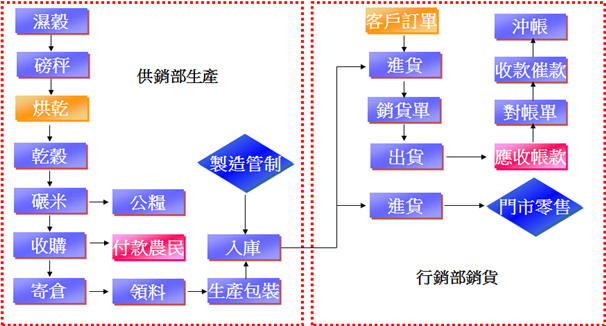 濕穀
磅秤
烘乾
乾穀
碾米
公糧
收購
付款農民
寄倉
領料
生產包裝
入庫
製造管制
供銷部生產
客戶訂單
進貨
銷貨單
出貨
應收帳款
對帳單
收款催款
沖帳
進貨
門市零售
行銷部銷貨